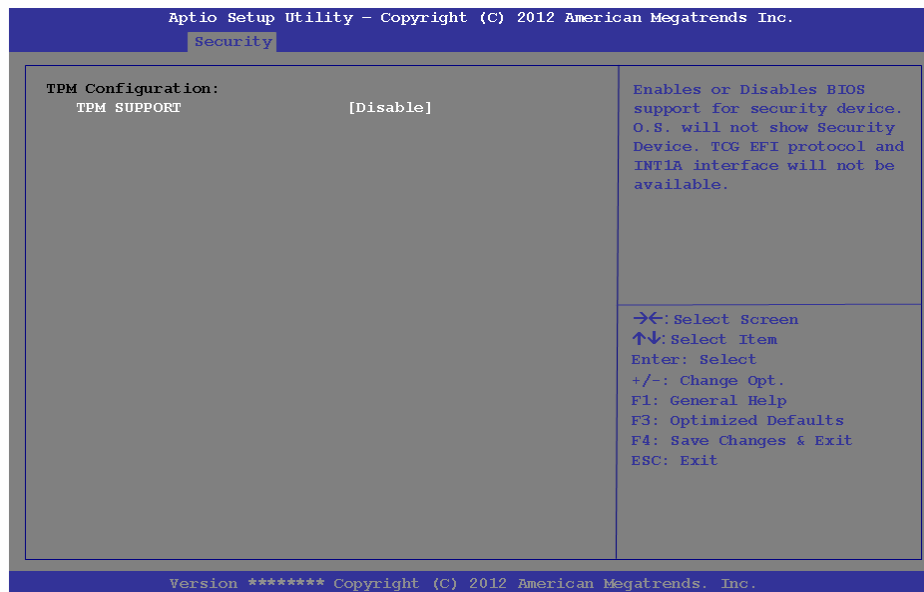 Aptio Setup Utility – Copyright (C) 2012 American Megatrends Inc.
Security
TPM Configuration:
TPM SUPPORT [Disable]
Enables or Disables BIOS
support for security device.
O.S. will not show Security
Device. TCG EFI protocol and
INT1A interface will not be
available.
→←: Select Screen
↑↓: Select Item
Enter: Select
+/-: Change Opt.
F1: General Help
F3: Optimized Defaults
F4: Save Changes & Exit
ESC: Exit
Version ******** Copyright (C) 2012 American Megatrends. Inc.